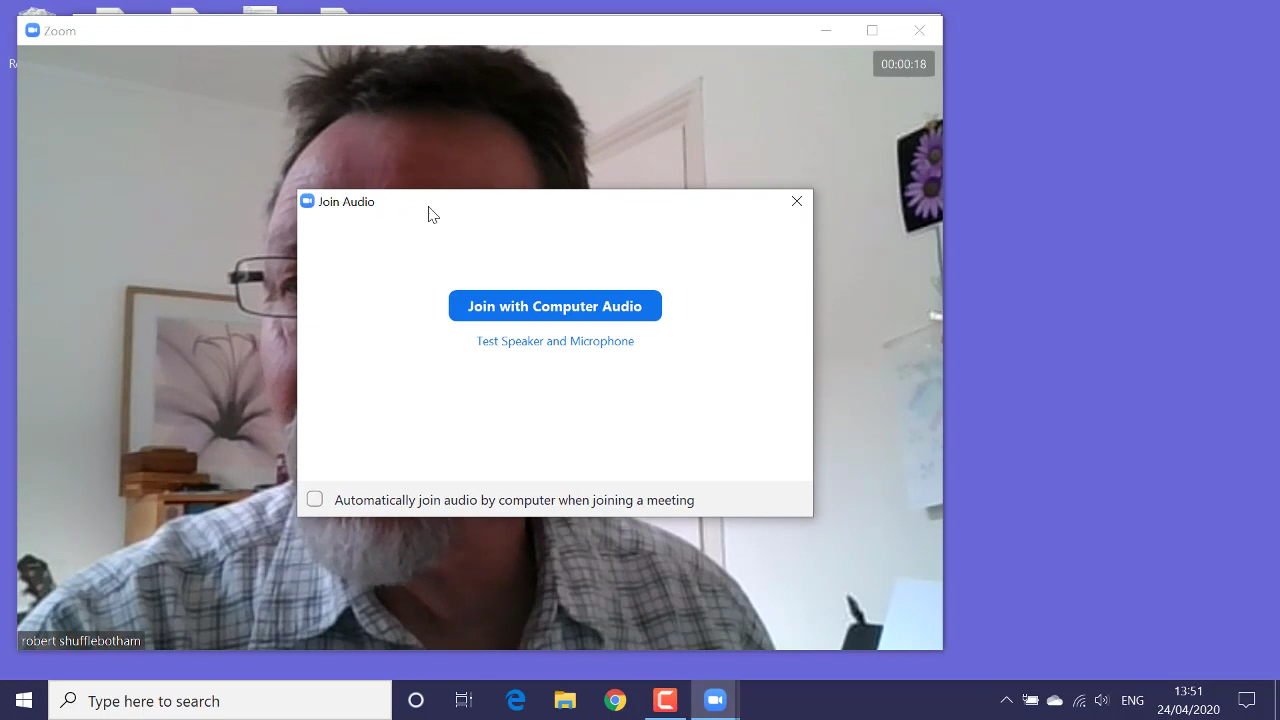 Zoom
00:00:18
Join Audio
Join with Computer Audio
Test Speaker and Microphone
Automatically join audio by computer when joining a meeting
robert shufflebotham
Type here to search
ENG
13:51
24/04/2020